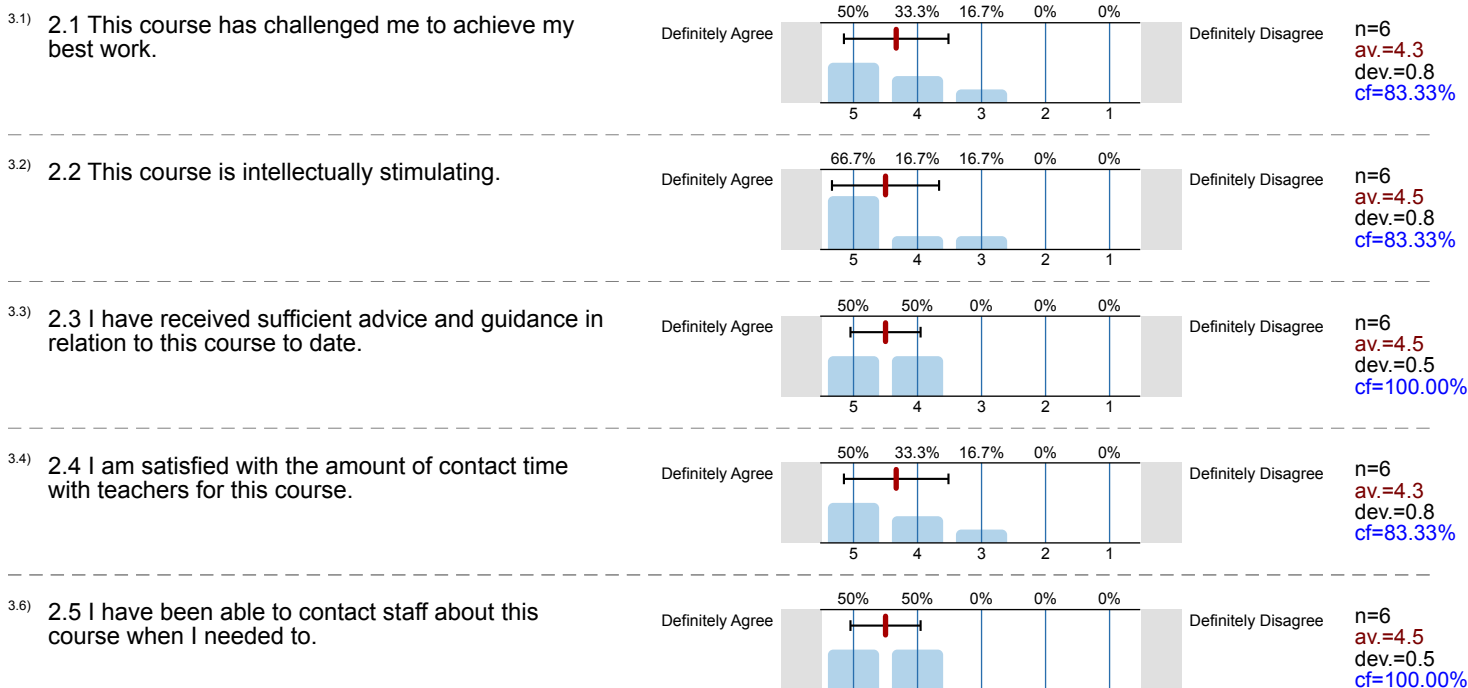 3.1) 2.1 This course has challenged me to achieve my
best work.
Definitely Agree
50% 33.3% 16.7% 0% 0%
5 4 3 2 1
Definitely Disagree
n=6
av.=4.3
dev.=0.8
cf=83.33%
3.2) 2.2 This course is intellectually stimulating.
Definitely Agree
66.7% 16.7% 16.7% 0% 0%
5 4 3 2 1
Definitely Disagree
n=6
av.=4.5
dev.=0.8
cf=83.33%
3.3) 2.3 I have received sufficient advice and guidance in
relation to this course to date.
Definitely Agree
50% 50% 0% 0% 0%
5 4 3 2 1
Definitely Disagree
n=6
av.=4.5
dev.=0.5
cf=100.00%
3.4) 2.4 I am satisfied with the amount of contact time
with teachers for this course.
Definitely Agree
50% 33.3% 16.7% 0% 0%
5 4 3 2 1
Definitely Disagree
n=6
av.=4.3
dev.=0.8
cf=83.33%
3.6) 2.5 I have been able to contact staff about this
course when I needed to.
Definitely Agree
50% 50% 0% 0% 0%
Definitely Disagree
n=6
av.=4.5
dev.=0.5
cf=100.00%